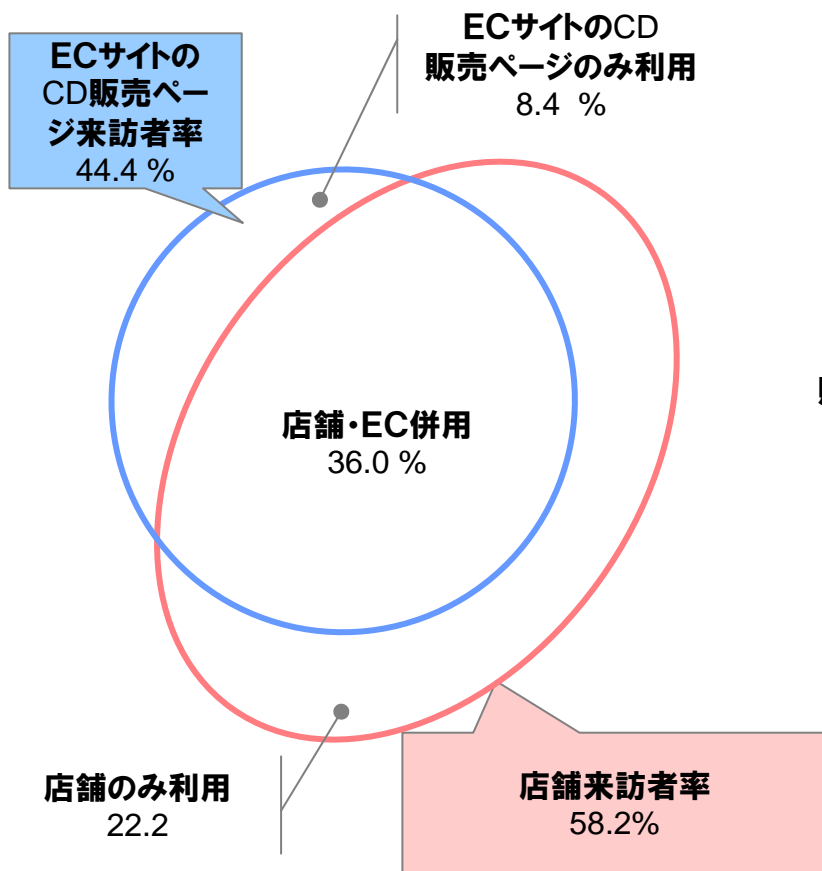 ECサイトの
CD販売ペー
ジ来訪者率
44.4 %
ECサイトのCD
販売ページのみ利用
8.4 %
店舗・EC併用
36.0 %
店舗のみ利用
22.2
店舗来訪者率
58.2%